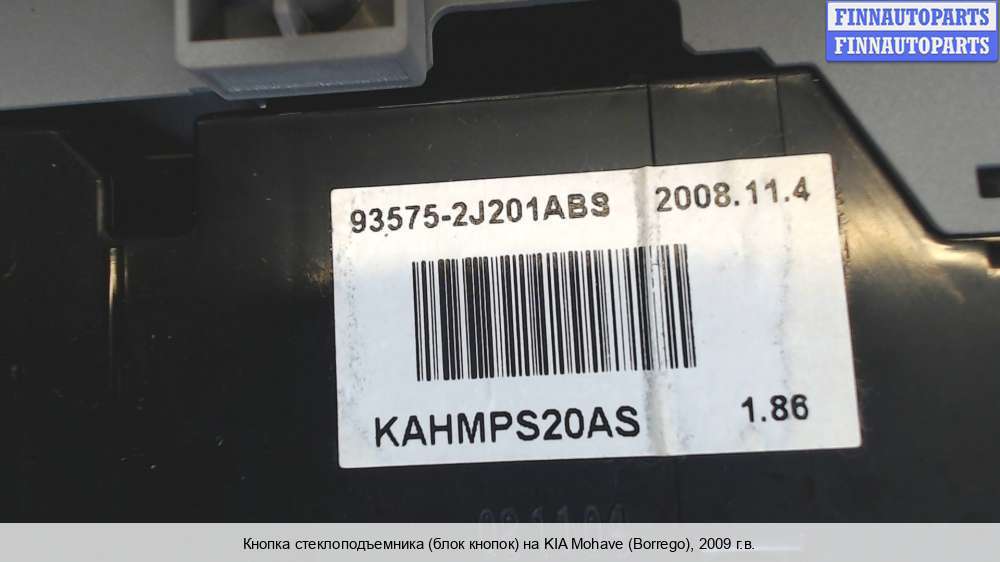 FINNAUTOPARTS
FINNAUTOPARTS
93575-2J201ABS 2008.11.4
KAHMPS20AS 1.86
081104
Кнопка стеклоподъемника (блок кнопок) на KIA Mohave (Borrego), 2009 г.в.